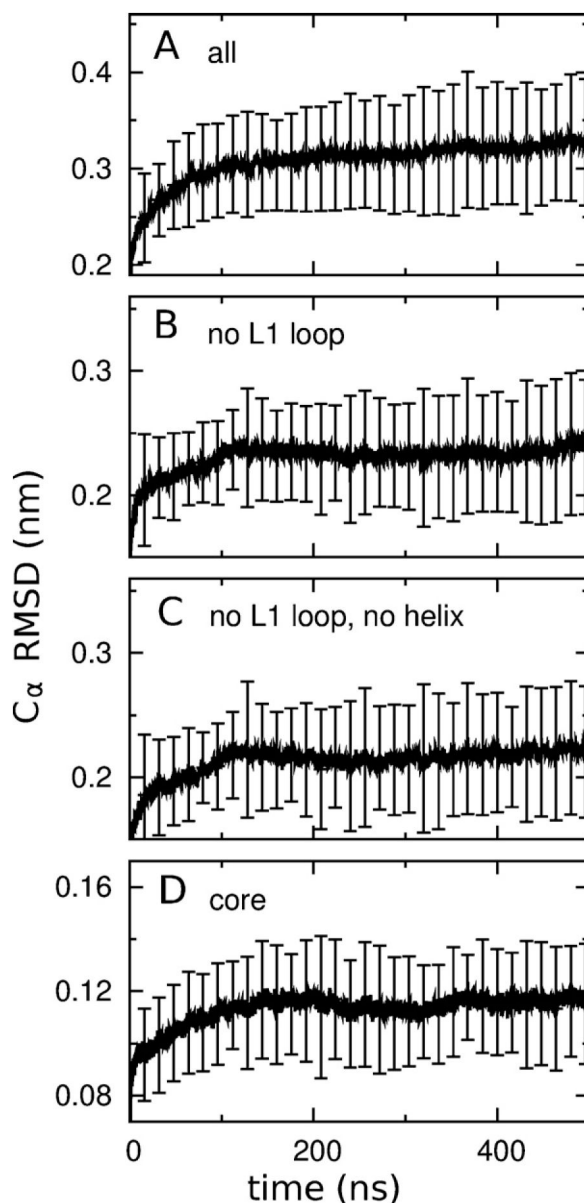 A all
0.4
0.3
0.2
B no L1 loop
0.3
0.2
C no L1 loop, no helix
0.3
0.2
D core
0.16
0.12
0.08
0 200 400
time (ns)
Cα RMSD (nm)